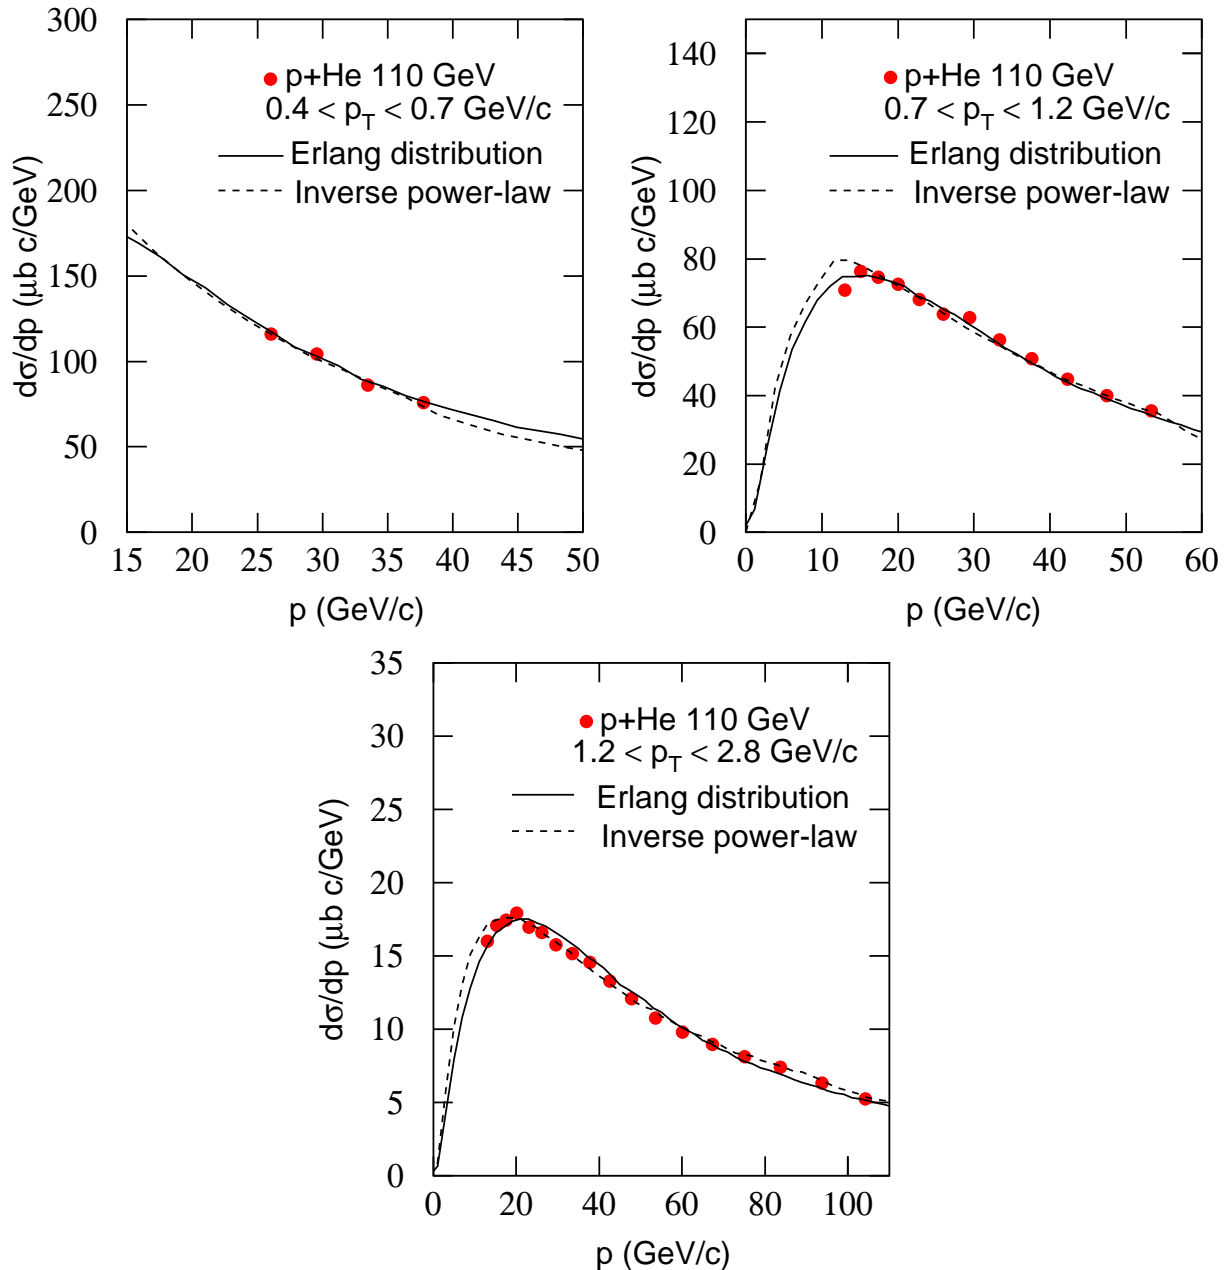 300
250
200
150
100
50
0
dσ/dp (μb c/GeV)
p+He 110 GeV
0.4 < p_T < 0.7 GeV/c
Erlang distribution
Inverse power-law
15 20 25 30 35 40 45 50
p (GeV/c)
140
120
100
80
60
40
20
0
dσ/dp (μb c/GeV)
p+He 110 GeV
0.7 < p_T < 1.2 GeV/c
Erlang distribution
Inverse power-law
0 10 20 30 40 50 60
p (GeV/c)
35
30
25
20
15
10
5
0
dσ/dp (μb c/GeV)
p+He 110 GeV
1.2 < p_T < 2.8 GeV/c
Erlang distribution
Inverse power-law
0 20 40 60 80 100
p (GeV/c)